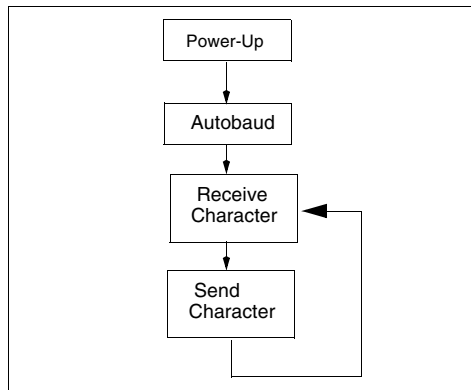 Power-Up
Autobaud
Receive
Character
Send
Character